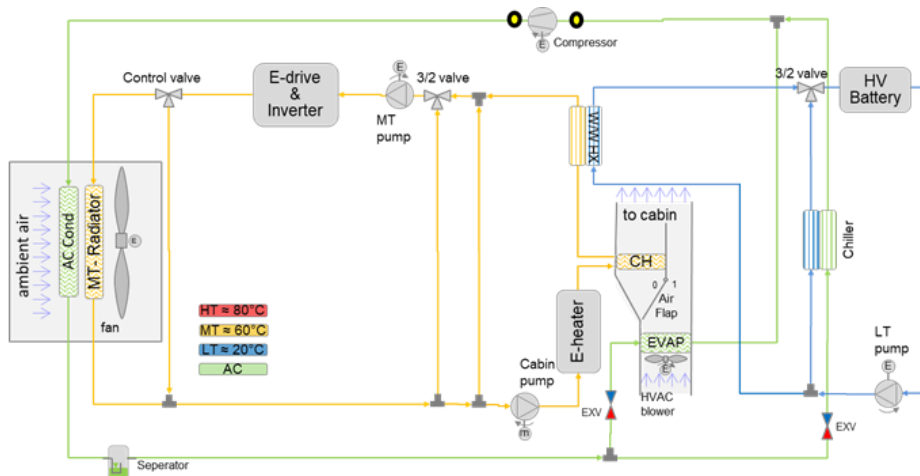 Compressor
E
Control valve
E-drive
&
Inverter
E
3/2 valve
MT
pump
3/2 valve
HV
Battery
W/W HX
to cabin
ambient air
AC Cond
MT- Radiator
E
fan
CH
0
1
Air
Flap
Chiller
HT ≈ 80°C
MT ≈ 60°C
LT ≈ 20°C
AC
E-heater
EVAP
E
HVAC
blower
Cabin
pump
m
EXV
LT
pump
E
EXV
Seperator